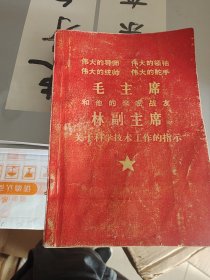 伟大的导师 伟大的领袖
伟大的统帅 伟大的舵手
毛主席
和他的亲密战友
林副主席
关于科学技术工作的指示